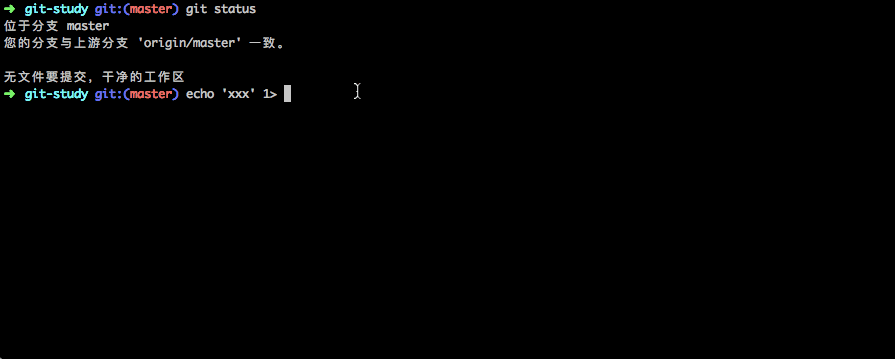 ➜ git-study git:(master) git status
位于分支 master
您的分支与上游分支 'origin/master' 一致。
无文件要提交，干净的工作区
➜ git-study git:(master) echo 'xxx' 1>